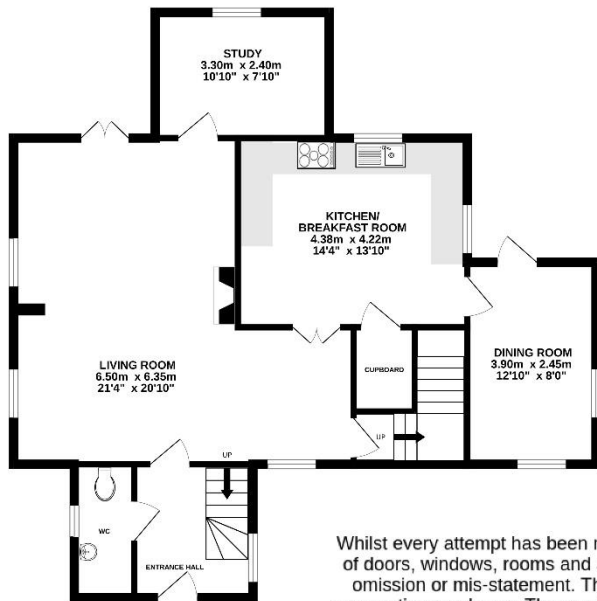 STUDY
3.30m x 2.40m
10'10" x 7'10"
KITCHEN/
BREAKFAST ROOM
4.38m x 4.22m
14'4" x 13'10"
LIVING ROOM
6.50m x 6.35m
21'4" x 20'10"
CUPBOARD
DINING ROOM
3.90m x 2.45m
12'10" x 8'0"
UP
UP
WC
ENTRANCE HALL
Whilst every attempt has been
of doors, windows, rooms and
omission or mis-statement.